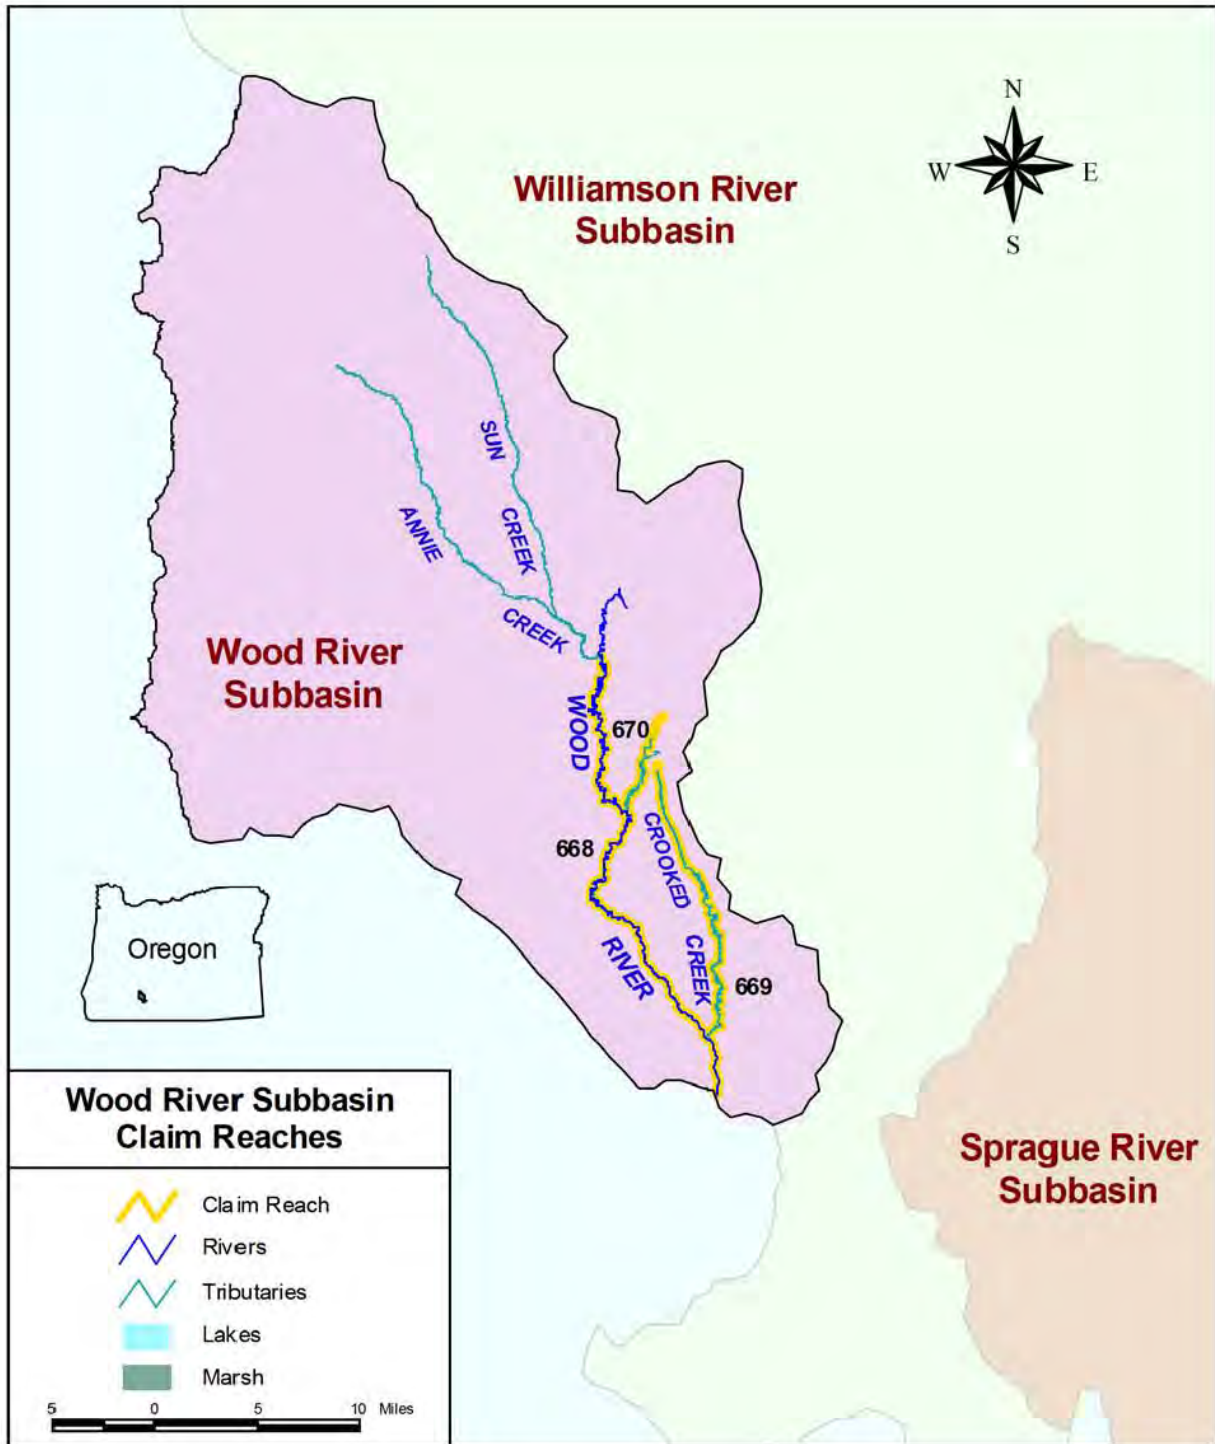 N
W
E
S
Williamson River
Subbasin
SUN
CREEK
ANNIE
CREEK
Wood River
Subbasin
WOOD
670
668
CROOKED
CREEK
RIVER
669
Oregon
Sprague River
Subbasin
Wood River Subbasin
Claim Reaches
Claim Reach
Rivers
Tributaries
Lakes
Marsh
5 0 5 10 Miles